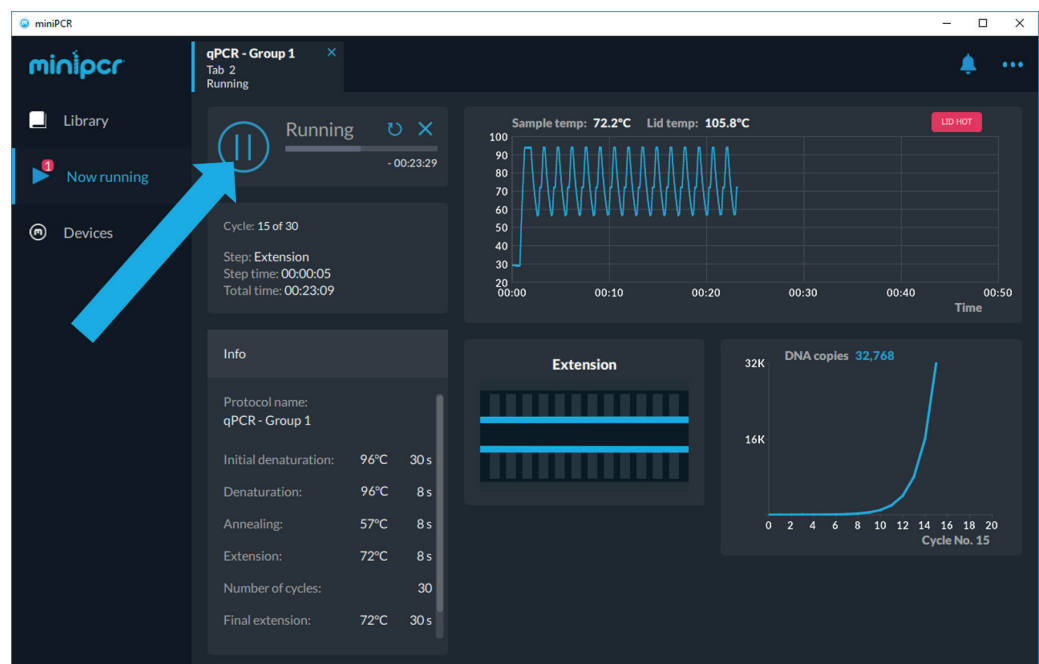 miniPCR
minipcr
Library
1
Now running
Devices
qPCR - Group 1
Tab 2
Running
Running
- 00:23:29
Cycle: 15 of 30
Step: Extension
Step time: 00:00:05
Total time: 00:23:09
Info
Protocol name:
qPCR - Group 1
Initial denaturation: 96°C 30 s
Denaturation: 96°C 8 s
Annealing: 57°C 8 s
Extension: 72°C 8 s
Number of cycles: 30
Final extension: 72°C 30 s
Sample temp: 72.2°C Lid temp: 105.8°C
LID HOT
100
90
80
70
60
50
40
30
20
00:00 00:10 00:20 00:30 00:40 00:50
Time
Extension
DNA copies 32,768
32K
16K
0 2 4 6 8 10 12 14 16 18 20
Cycle No. 15